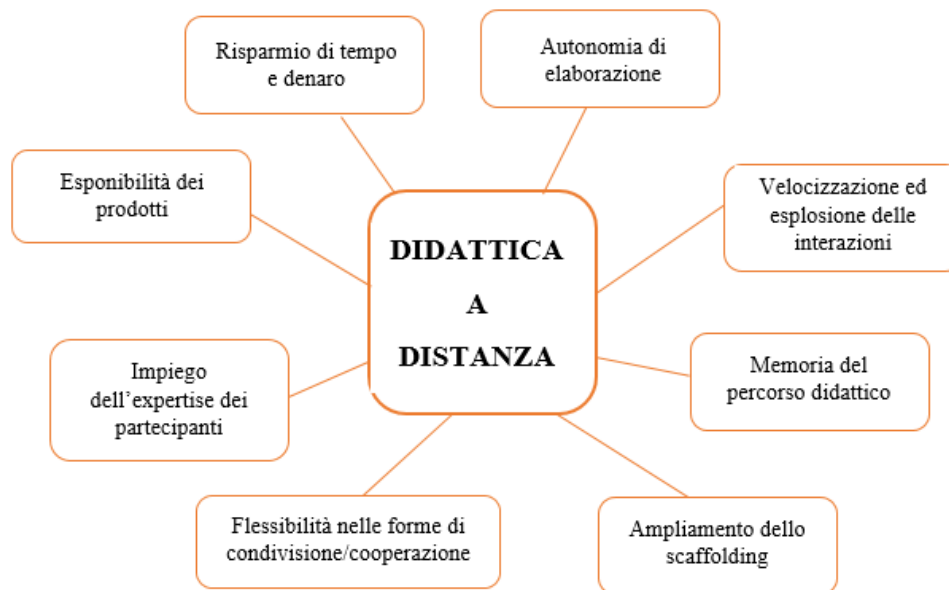 Risparmio di tempo
e denaro
Autonomia di
elaborazione
Esponibilità dei
prodotti
Velocizzazione ed
esplosione delle
interazioni
DIDATTICA
A
DISTANZA
Impiego
dell’expertise dei
partecipanti
Memoria del
percorso didattico
Flessibilità nelle forme di
condivisione/cooperazione
Ampliamento dello
scaffolding